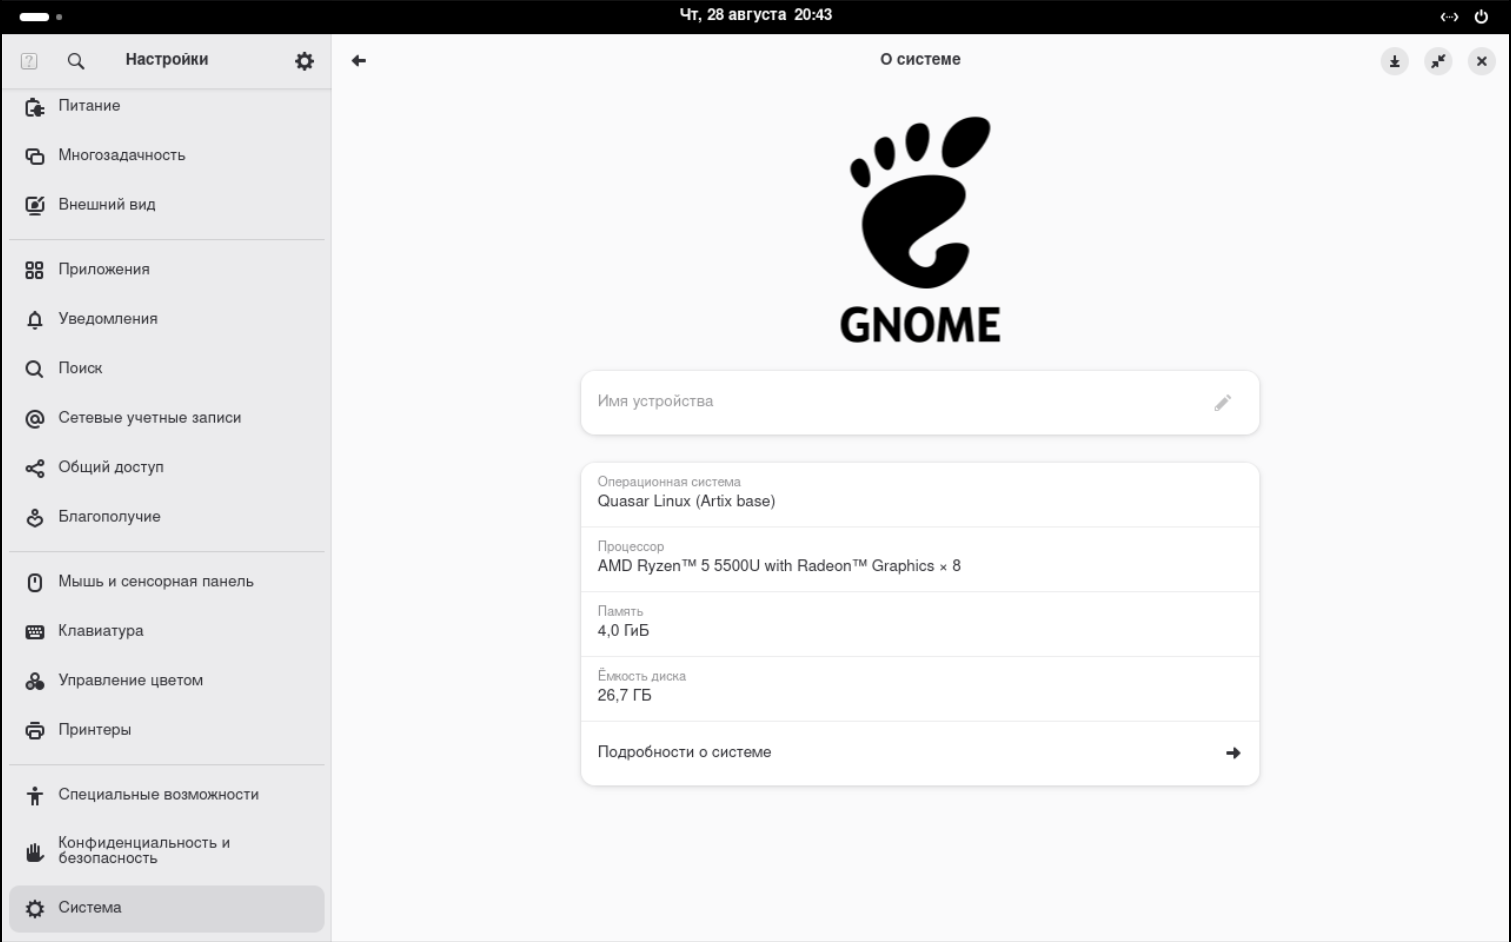 Чт, 28 августа 20:43
Настройки
Питание
Многозадачность
Внешний вид
Приложения
Уведомления
Поиск
Сетевые учетные записи
Общий доступ
Благополучие
Мышь и сенсорная панель
Клавиатура
Управление цветом
Принтеры
Специальные возможности
Конфиденциальность и
безопасность
Система
О системе
GNOME
Имя устройства
Операционная система
Quasar Linux (Artix base)
Процессор
AMD Ryzen™ 5 5500U with Radeon™ Graphics × 8
Память
4,0 ГиБ
Ёмкость диска
26,7 ГБ
Подробности о системе